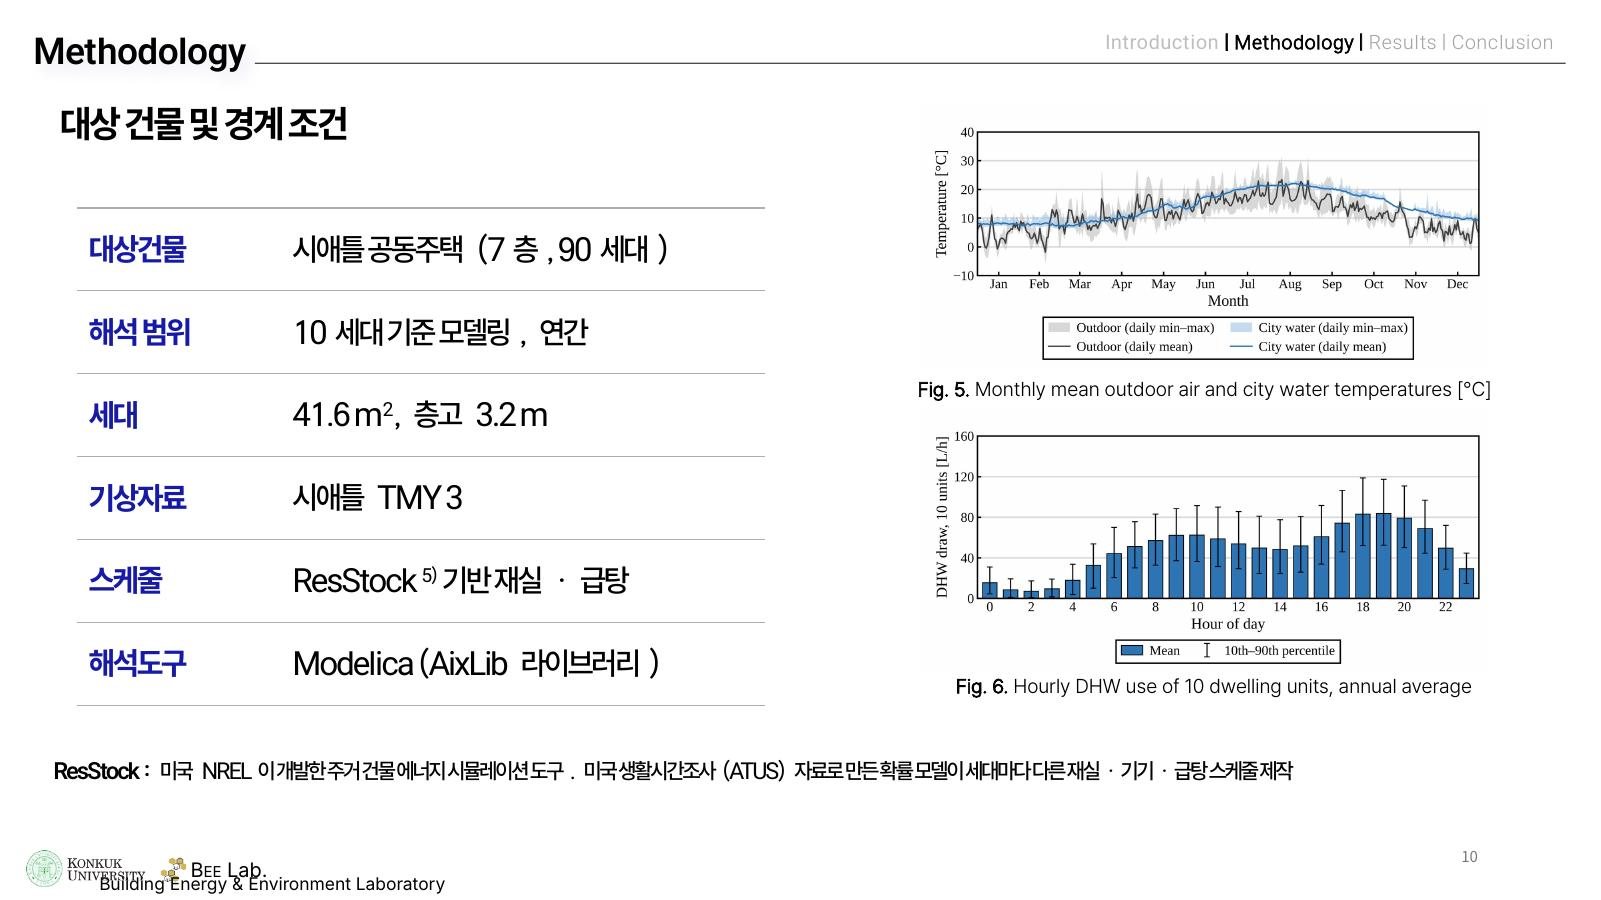 Methodology
Introduction | Methodology | Results | Conclusion
대상 건물 및 경계 조건
대상건물 시애틀 공동주택 (7 층 , 90 세대 )
해석 범위 10 세대 기준 모델링 , 연간
세대 41.6 m², 층고 3.2 m
기상자료 시애틀 TMY 3
스케줄 ResStock 5) 기반 재실 · 급탕
해석도구 Modelica (AixLib 라이브러리 )
Temperature [°C]
40
30
20
10
0
−10
Jan Feb Mar Apr May Jun Jul Aug Sep Oct Nov Dec
Month
Outdoor (daily min–max) City water (daily min–max)
Outdoor (daily mean) City water (daily mean)
Fig. 5. Monthly mean outdoor air and city water temperatures [°C]
DHW draw, 10 units [L/h]
160
120
80
40
0
0 2 4 6 8 10 12 14 16 18 20 22
Hour of day
Mean 10th–90th percentile
Fig. 6. Hourly DHW use of 10 dwelling units, annual average
ResStock : 미국 NREL 이 개발한 주거 건물 에너지 시뮬레이션 도구 . 미국 생활시간조사 (ATUS) 자료로 만든 확률 모델이 세대마다 다른 재실 · 기기 · 급탕 스케줄 제작
KONKUK
UNIVERSITY
BEE Lab.
Building Energy & Environment Laboratory
10